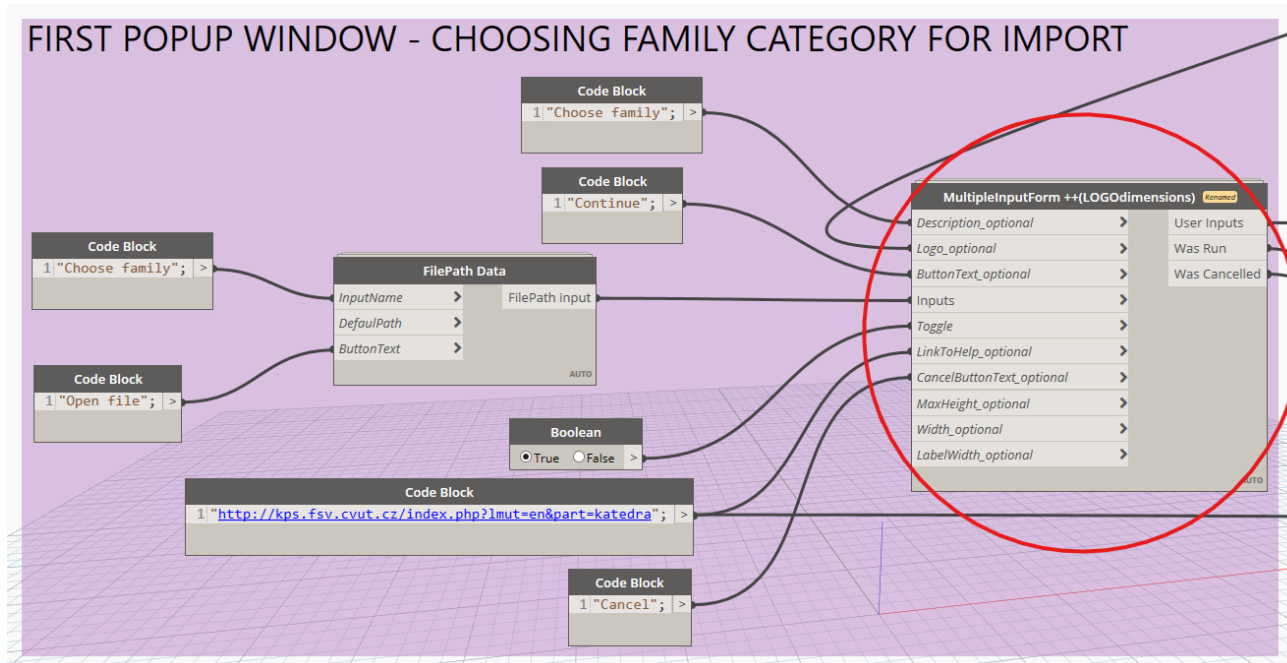 FIRST POPUP WINDOW - CHOOSING FAMILY CATEGORY FOR IMPORT
Code Block
1 "Choose family"; >
Code Block
1 "Continue"; >
Code Block
1 "Choose family"; >
FilePath Data
InputName >
DefaulPath >
ButtonText >
FilePath input
AUTO
Code Block
1 "Open file"; >
Boolean
True False >
Code Block
1 "http://kps.fsv.cvut.cz/index.php?lmut=en&part=katedra"; >
Code Block
1 "Cancel"; >
MultipleInputForm ++(LOGOdimensions) Renamed
Description_optional >
Logo_optional >
ButtonText_optional >
Inputs >
Toggle >
LinkToHelp_optional >
CancelButtonText_optional >
MaxHeight_optional >
Width_optional >
LabelWidth_optional >
User Inputs
Was Run
Was Cancelled
AUTO